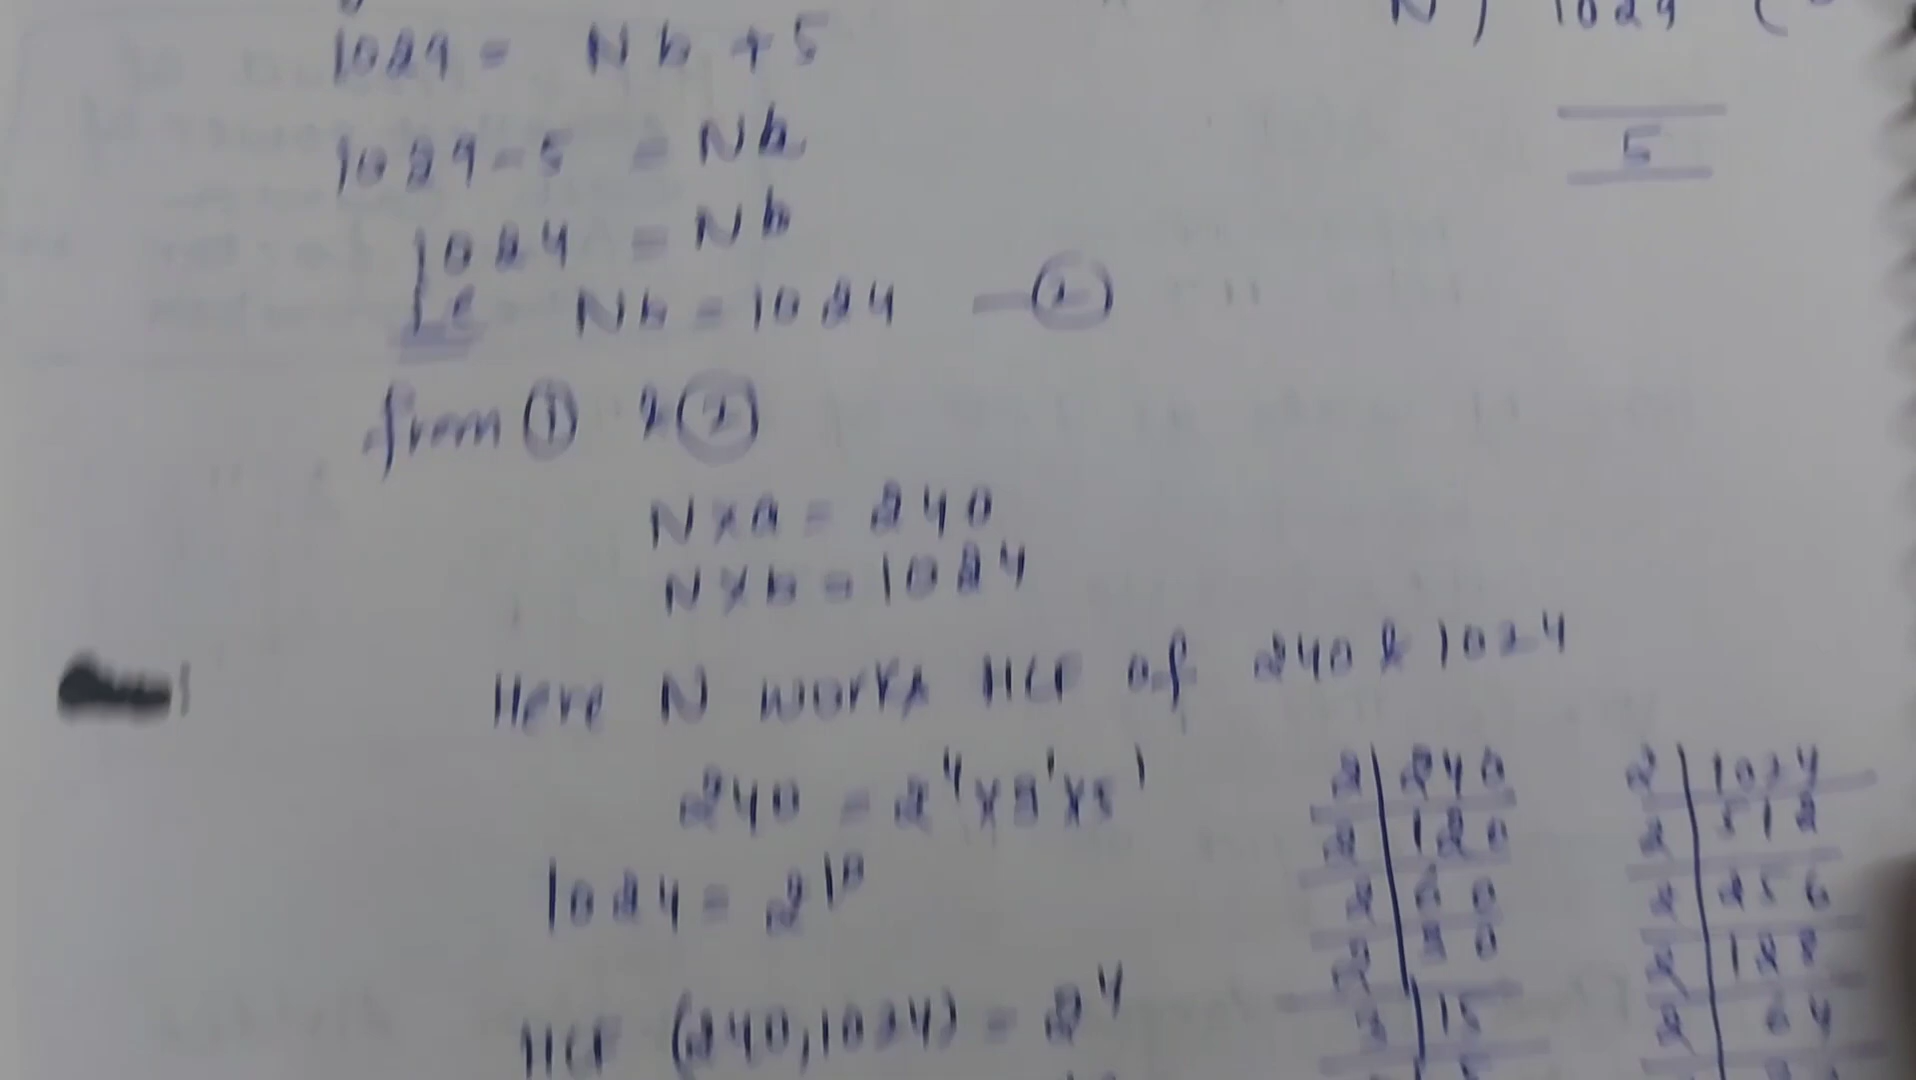 1029 = Nb + 5
N ) 1029 (
1029 - 5 = Nb
5
1024 = Nb
Ie Nb = 1024 — (2)
from (1) & (2)
N x a = 240
N x b = 1024
Here N works HCF of 240 & 1024
240 = 2⁴ x 3¹ x 5¹
1024 = 2¹⁰
HCF (240, 1024) = 2⁴
2 | 240
2 | 120
2 | 60
2 | 30
3 | 15
2 | 1024
2 | 512
2 | 256
2 | 128
2 | 64